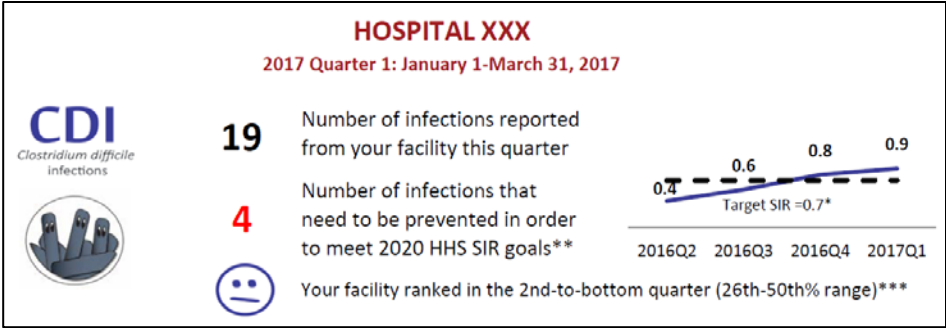 HOSPITAL XXX
2017 Quarter 1: January 1-March 31, 2017
CDI
Clostridium difficile
infections
19
Number of infections reported
from your facility this quarter
4
Number of infections that
need to be prevented in order
to meet 2020 HHS SIR goals**
0.4
0.6
0.8
0.9
Target SIR =0.7*
2016Q2 2016Q3 2016Q4 2017Q1
Your facility ranked in the 2nd-to-bottom quarter (26th-50th% range)***